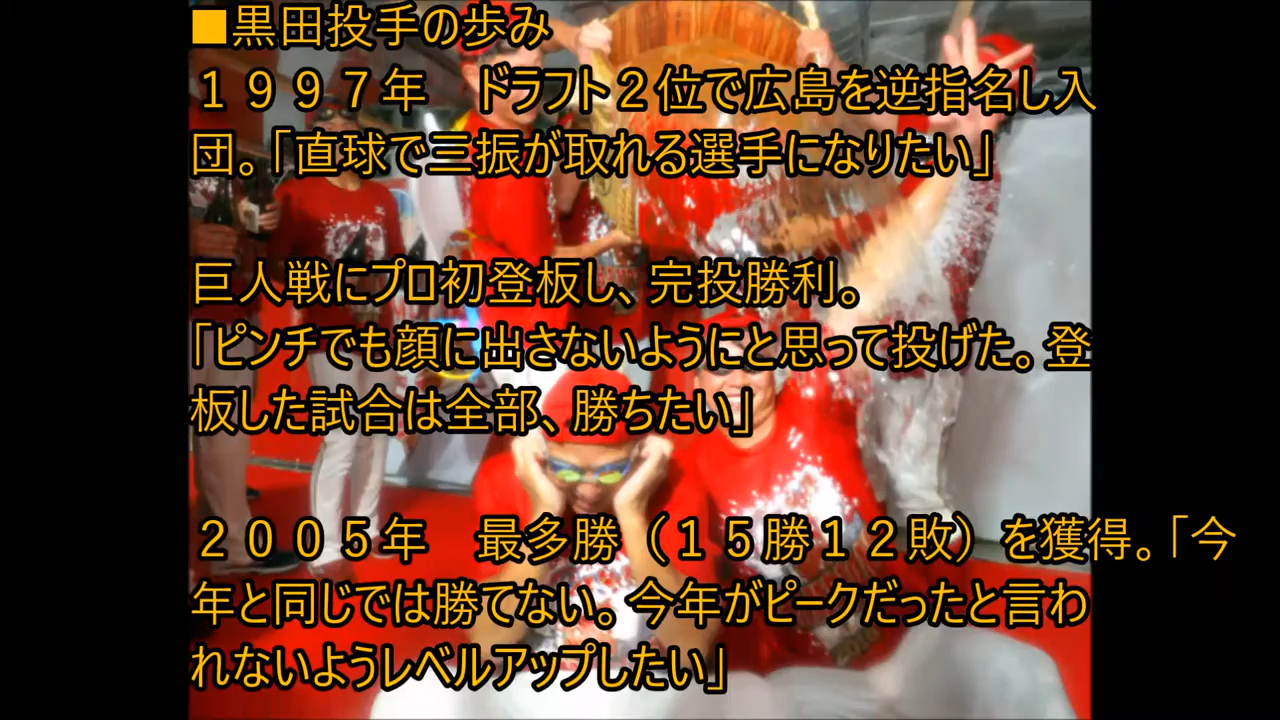 ■黒田投手の歩み
１９９７年　ドラフト２位で広島を逆指名し入
団。「直球で三振が取れる選手になりたい」
巨人戦にプロ初登板し、完投勝利。
「ピンチでも顔に出さないようにと思って投げた。登
板した試合は全部、勝ちたい」
２００５年　最多勝（１５勝１２敗）を獲得。「今
年と同じでは勝てない。今年がピークだったと言わ
れないようレベルアップしたい」